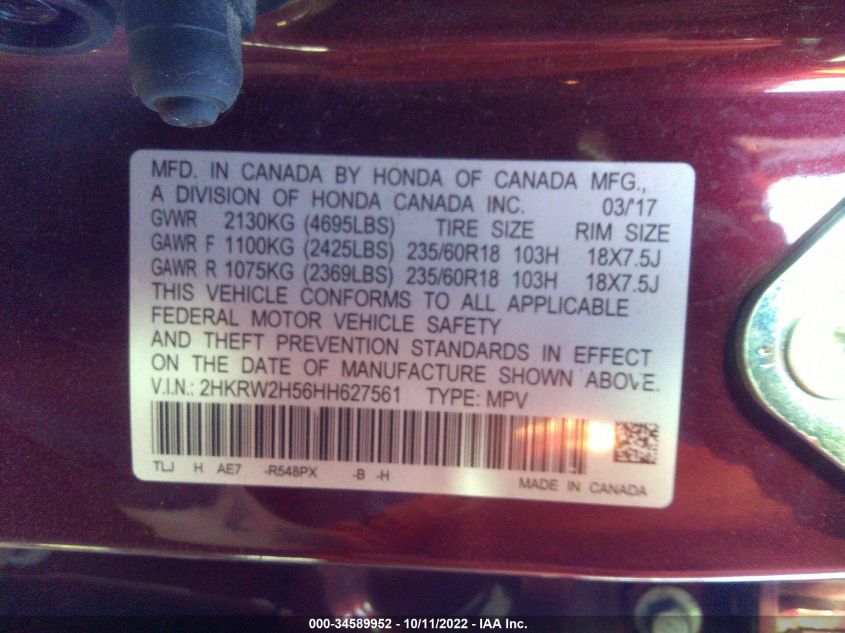 MFD. IN CANADA BY HONDA OF CANADA MFG.,
A DIVISION OF HONDA CANADA INC. 03/'17
GVWR 2130KG (4695LBS) TIRE SIZE RIM SIZE
GAWR F 1100KG (2425LBS) 235/60R18 103H 18X7.5J
GAWR R 1075KG (2369LBS) 235/60R18 103H 18X7.5J
THIS VEHICLE CONFORMS TO ALL APPLICABLE
FEDERAL MOTOR VEHICLE SAFETY
AND THEFT PREVENTION STANDARDS IN EFFECT
ON THE DATE OF MANUFACTURE SHOWN ABOVE.
V.I.N.: 2HKRW2H56HH627561 TYPE: MPV
TLJ H AE7 -R548PX -B -H
MADE IN CANADA
000-34589952 - 10/11/2022 - IAA Inc.